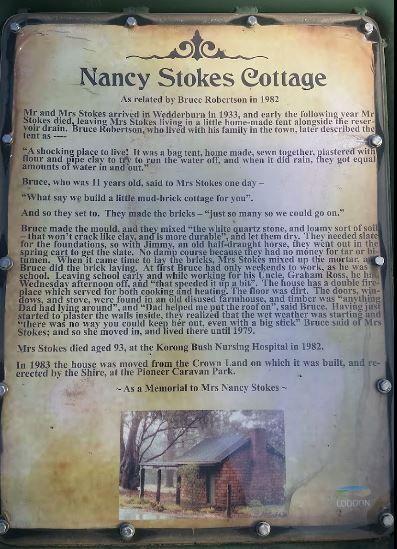 Nancy Stokes Cottage
As related by Bruce Robertson in 1982
Mr and Mrs Stokes arrived in Wedderburn in 1933, and early the following year Mr
Stokes died, leaving Mrs Stokes living in a little home-made tent alongside the reser-
voir drain. Bruce Robertson, who lived with his family in the town, later described the
tent as ----
“A shocking place to live! It was a bag tent, home made, sewn together, plastered with
flour and pipe clay to try to run the water off, and when it did rain, they got equal
amounts of water in and out.”
Bruce, who was 11 years old, said to Mrs Stokes one day –
“What say we build a little mud-brick cottage for you”.
And so they set to. They made the bricks – “just so many so we could go on.”
Bruce made the mould, and they mixed “the white quartz stone, and loamy sort of soil
– that won't crack like clay, and is more durable”, and let them dry. They needed slate
for the foundations, so with Jimmy, an old half-draught horse, they went out in the
spring cart to get the slate. No damp course because they had no money for tar or bi-
tumen. When it came time to lay the bricks, Mrs Stokes mixed up the mortar, and
Bruce did the brick laying. At first Bruce had only weekends to work, as he was at
school. Leaving school early and while working for his Uncle, Graham Ross, he had
Wednesday afternoon off, and “that speeded it up a bit”. The house has a double fire-
place which served for both cooking and heating. The floor was dirt. The doors, win-
dows, and stove, were found in an old disused farmhouse, and timber was “anything
Dad had lying around”, and “Dad helped me put the roof on”, said Bruce. Having just
started to plaster the walls inside, they realized that the wet weather was starting and
“there was no way you could keep her out, even with a big stick” Bruce said of Mrs
Stokes; and so she moved in, and lived there until 1979.
Mrs Stokes died aged 93, at the Korong Bush Nursing Hospital in 1982.
In 1983 the house was moved from the Crown Land on which it was built, and re-
erected by the Shire, at the Pioneer Caravan Park.
~ As a Memorial to Mrs Nancy Stokes ~
LODDON